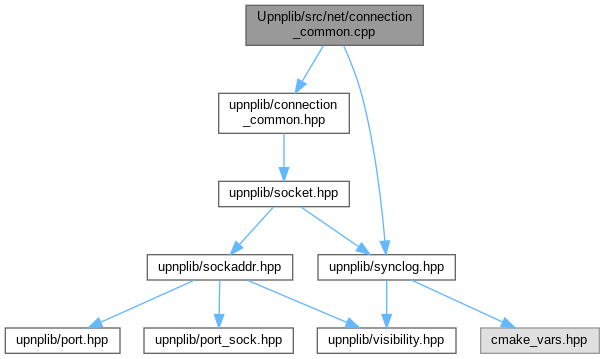 Upnplib/src/net/connection
_common.cpp
upnplib/connection
_common.hpp
upnplib/socket.hpp
upnplib/sockaddr.hpp
upnplib/synclog.hpp
upnplib/port.hpp
upnplib/port_sock.hpp
upnplib/visibility.hpp
cmake_vars.hpp